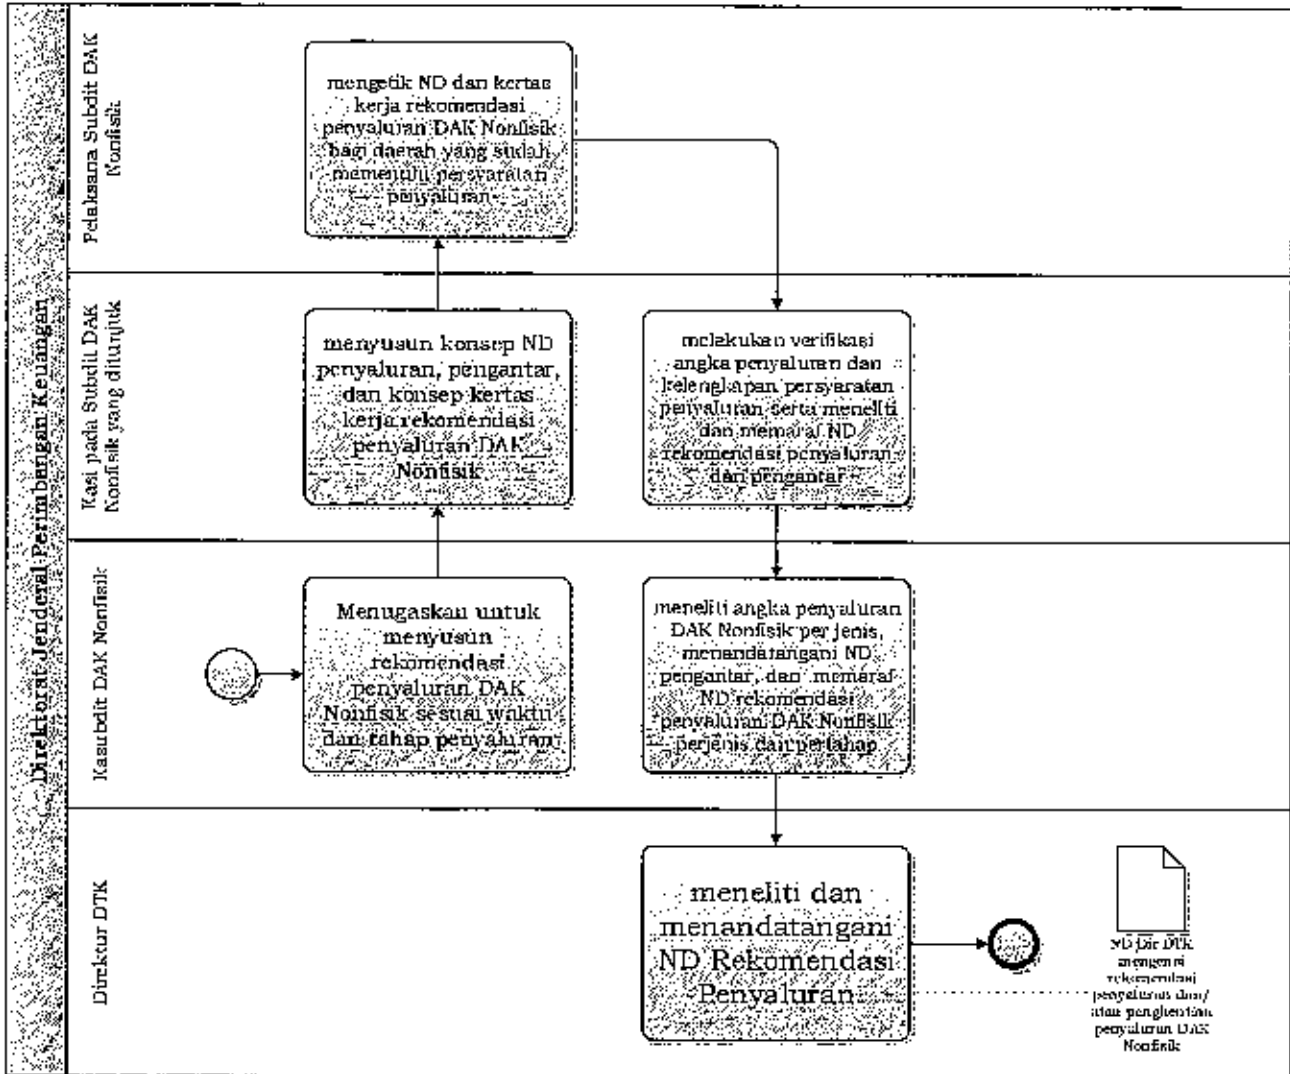 Direktorat Jenderal Perimbangan Keuangan
Pelaksana Subdit DAK
Nonfisik
mengetik ND dan kertas
kerja rekomendasi
penyaluran DAK Nonfisik
bagi daerah yang sudah
memenuhi persyaratan
penyaluran
Kasi pada Subdit DAK
Nonfisik yang ditunjuk
menyusun konsep ND
penyaluran, pengantar,
dan konsep kertas
kerja rekomendasi
penyaluran DAK
Nonfisik
melakukan verifikasi
angka penyaluran dan
kelengkapan persyaratan
penyaluran serta meneliti
dan memaraf ND
rekomendasi penyaluran
dan pengantar
Kasubdit DAK Nonfisik
Menugaskan untuk
menyusun
rekomendasi
penyaluran DAK
Nonfisik sesuai waktu
dan tahap penyaluran
meneliti angka penyaluran
DAK Nonfisik per jenis,
menandatangani ND
pengantar, dan memaraf
ND rekomendasi
penyaluran DAK Nonfisik
perjenis dan pertahap
Direktur DTK
meneliti dan
menandatangani
ND Rekomendasi
Penyaluran
ND Dir DTK
mengenai
rekomendasi
penyaluran dan/
atau penghentian
penyaluran DAK
Nonfisik